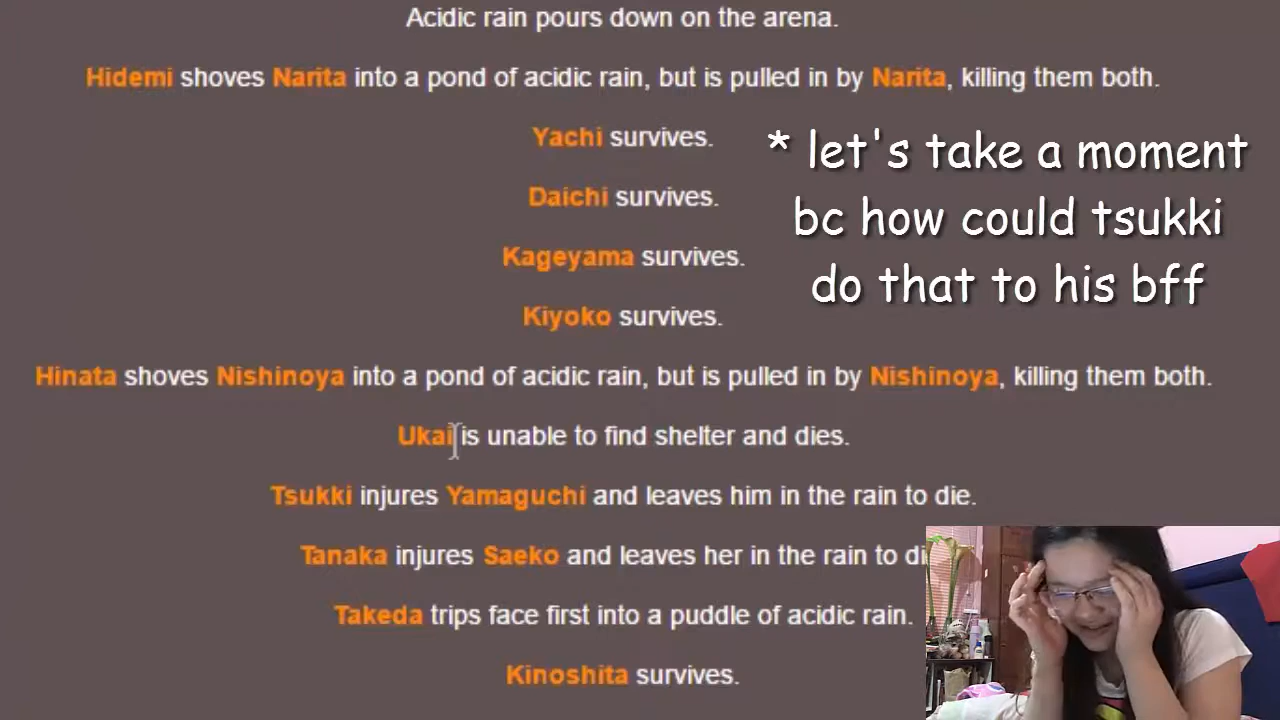 Acidic rain pours down on the arena.
Hidemi shoves Narita into a pond of acidic rain, but is pulled in by Narita, killing them both.
Yachi survives.
Daichi survives.
Kageyama survives.
Kiyoko survives.
* let's take a moment
bc how could tsukki
do that to his bff
Hinata shoves Nishinoya into a pond of acidic rain, but is pulled in by Nishinoya, killing them both.
Ukai is unable to find shelter and dies.
Tsukki injures Yamaguchi and leaves him in the rain to die.
Tanaka injures Saeko and leaves her in the rain to
Takeda trips face first into a puddle of acidic rain.
Kinoshita survives.